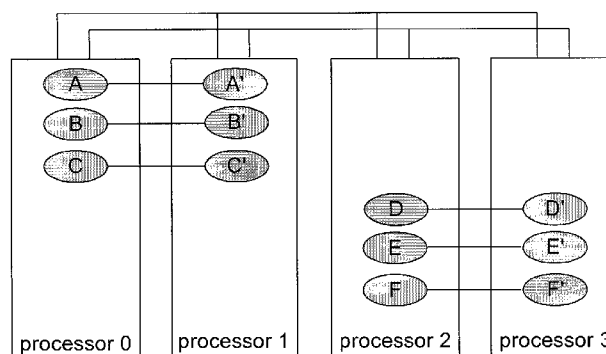 A A'
B B'
C C'
D D'
E E'
F F'
processor 0 processor 1 processor 2 processor 3